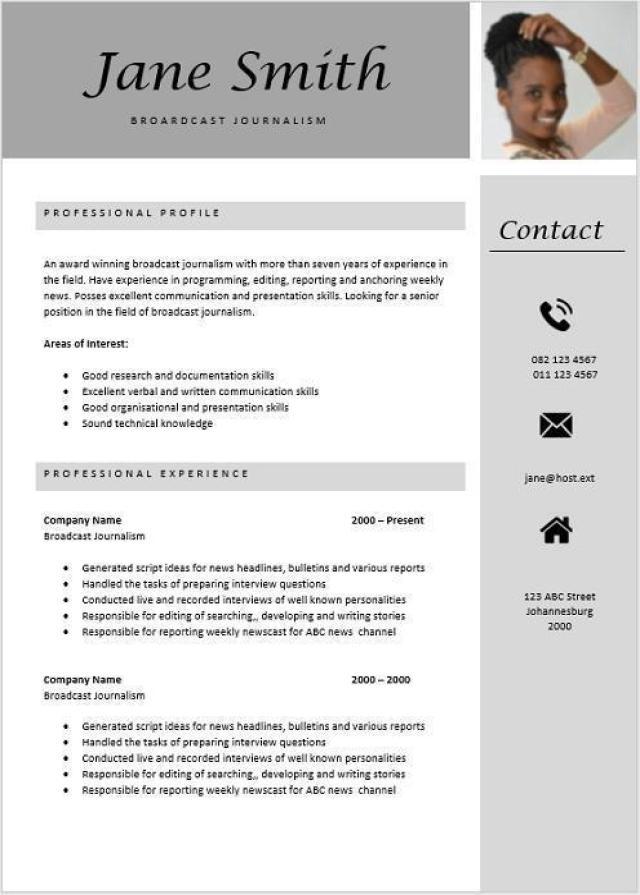 Jane Smith
BROARDCAST JOURNALISM
PROFESSIONAL PROFILE
An award winning broadcast journalism with more than seven years of experience in
the field. Have experience in programming, editing, reporting and anchoring weekly
news. Posses excellent communication and presentation skills. Looking for a senior
position in the field of broadcast journalism.
Areas of Interest:
• Good research and documentation skills
• Excellent verbal and written communication skills
• Good organisational and presentation skills
• Sound technical knowledge
PROFESSIONAL EXPERIENCE
Company Name 2000 – Present
Broadcast Journalism
• Generated script ideas for news headlines, bulletins and various reports
• Handled the tasks of preparing interview questions
• Conducted live and recorded interviews of well known personalities
• Responsible for editing of searching,, developing and writing stories
• Responsible for reporting weekly newscast for ABC news channel
Company Name 2000 – 2000
Broadcast Journalism
• Generated script ideas for news headlines, bulletins and various reports
• Handled the tasks of preparing interview questions
• Conducted live and recorded interviews of well known personalities
• Responsible for editing of searching,, developing and writing stories
• Responsible for reporting weekly newscast for ABC news channel
Contact
082 123 4567
011 123 4567
jane@host.ext
123 ABC Street
Johannesburg
2000